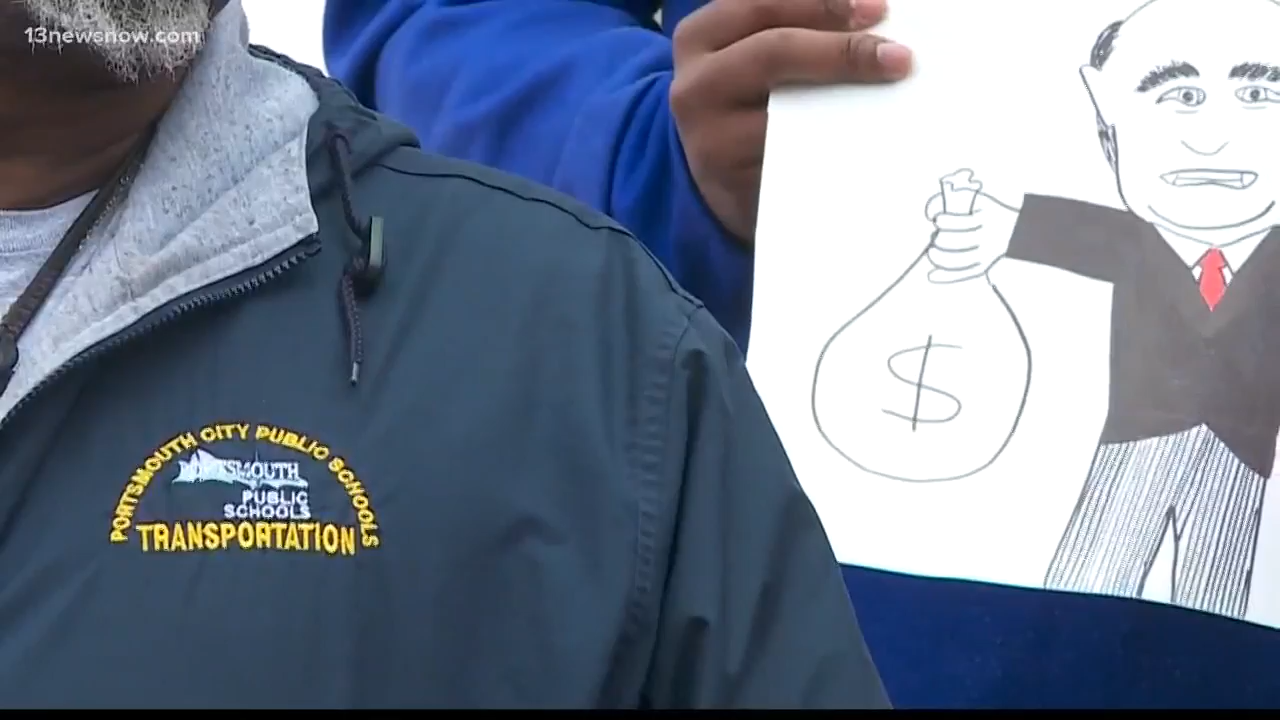 13newsnow.com
PORTSMOUTH CITY PUBLIC SCHOOLS
PORTSMOUTH
PUBLIC
SCHOOLS
TRANSPORTATION
$